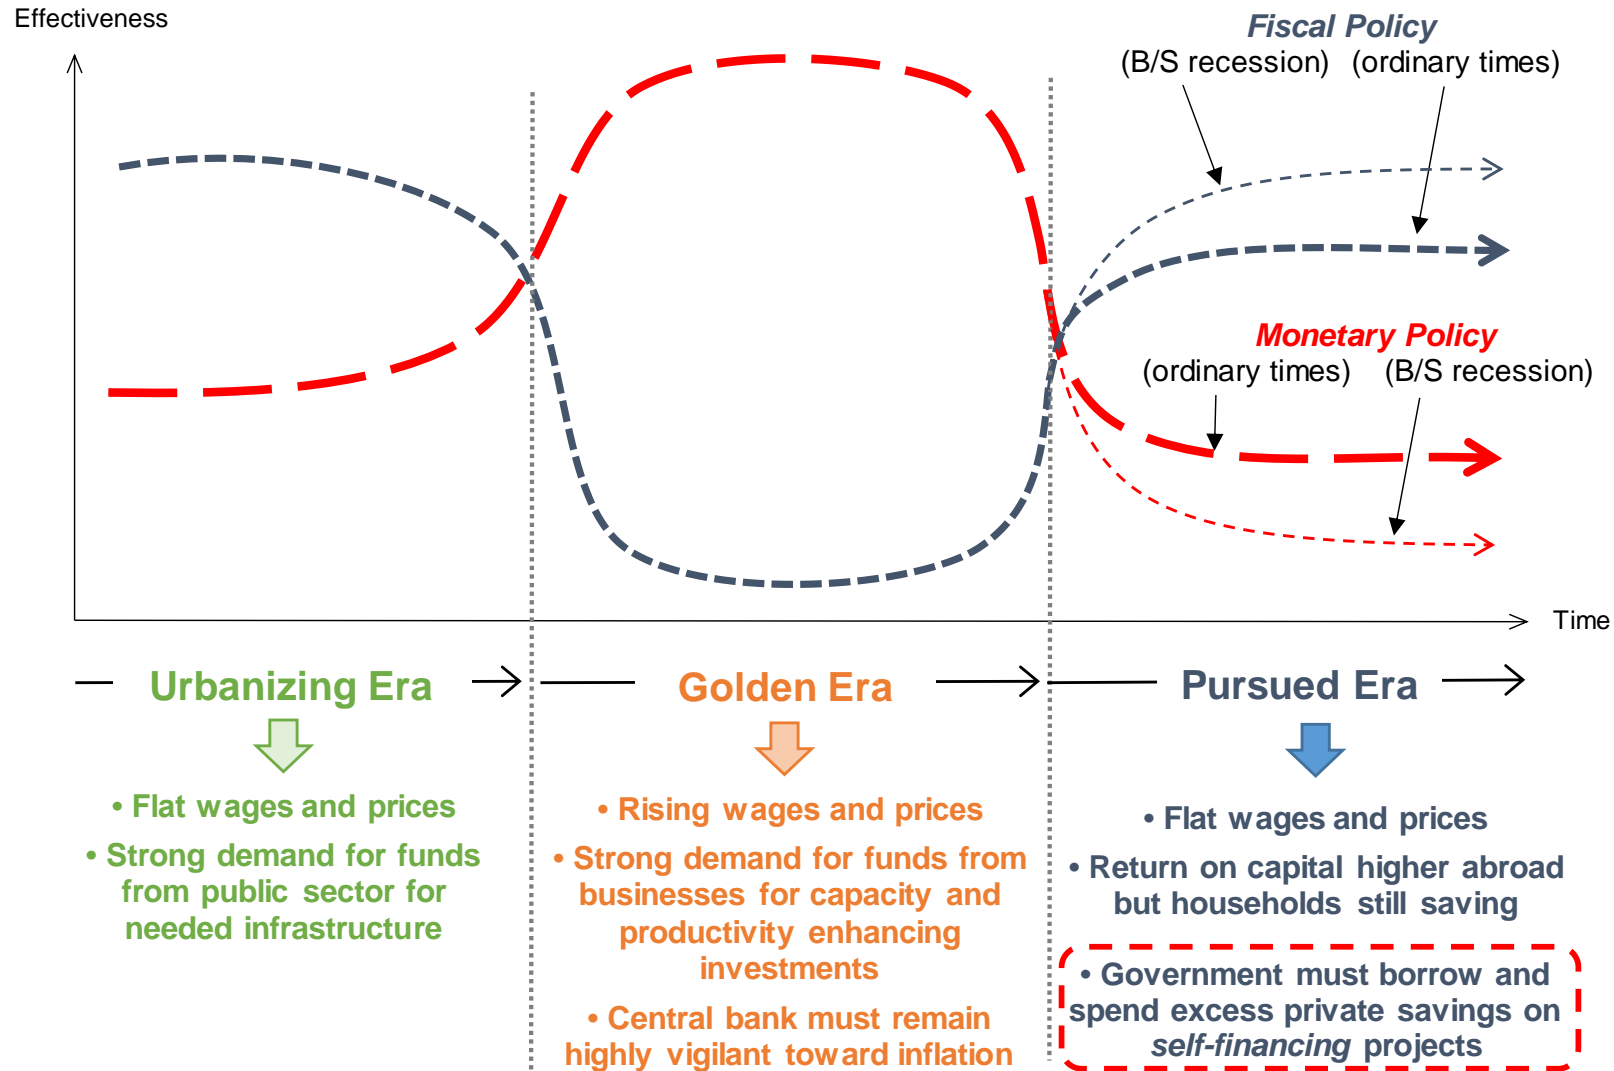 Effectiveness
Fiscal Policy
(B/S recession) (ordinary times)
Monetary Policy
(ordinary times) (B/S recession)
Time
Urbanizing Era
Golden Era
Pursued Era
• Flat wages and prices
• Strong demand for funds
from public sector for
needed infrastructure
• Rising wages and prices
• Strong demand for funds from
businesses for capacity and
productivity enhancing
investments
• Central bank must remain
highly vigilant toward inflation
• Flat wages and prices
• Return on capital higher abroad
but households still saving
• Government must borrow and
spend excess private savings on
self-financing projects